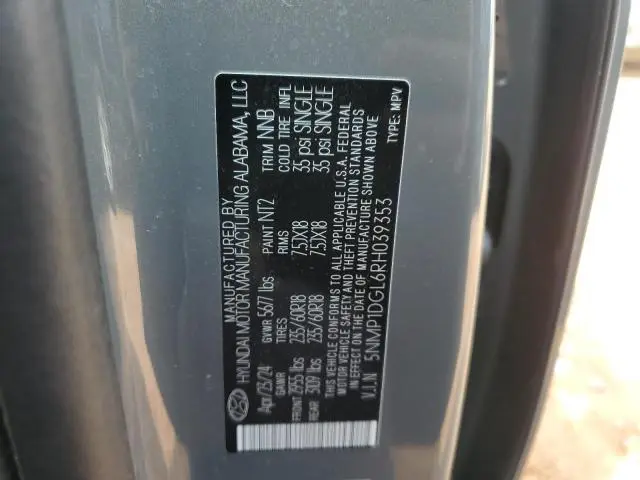 MANUFACTURED BY
HYUNDAI MOTOR MANUFACTURING ALABAMA, LLC
Apr/23/24 GVWR 5677 lbs PAINT NT2 TRIM NNB
GAWR TIRES RIMS COLD TIRE INFL
FRONT 2955 lbs 235/60R18 7.5JX18 35 psi SINGLE
REAR 3009 lbs 235/60R18 7.5JX18 35 psi SINGLE
THIS VEHICLE CONFORMS TO ALL APPLICABLE U.S.A. FEDERAL
MOTOR VEHICLE SAFETY AND THEFT PREVENTION STANDARDS
IN EFFECT ON THE DATE OF MANUFACTURE SHOWN ABOVE
V.I.N 5NMP1DGL6RH039353 TYPE: MPV